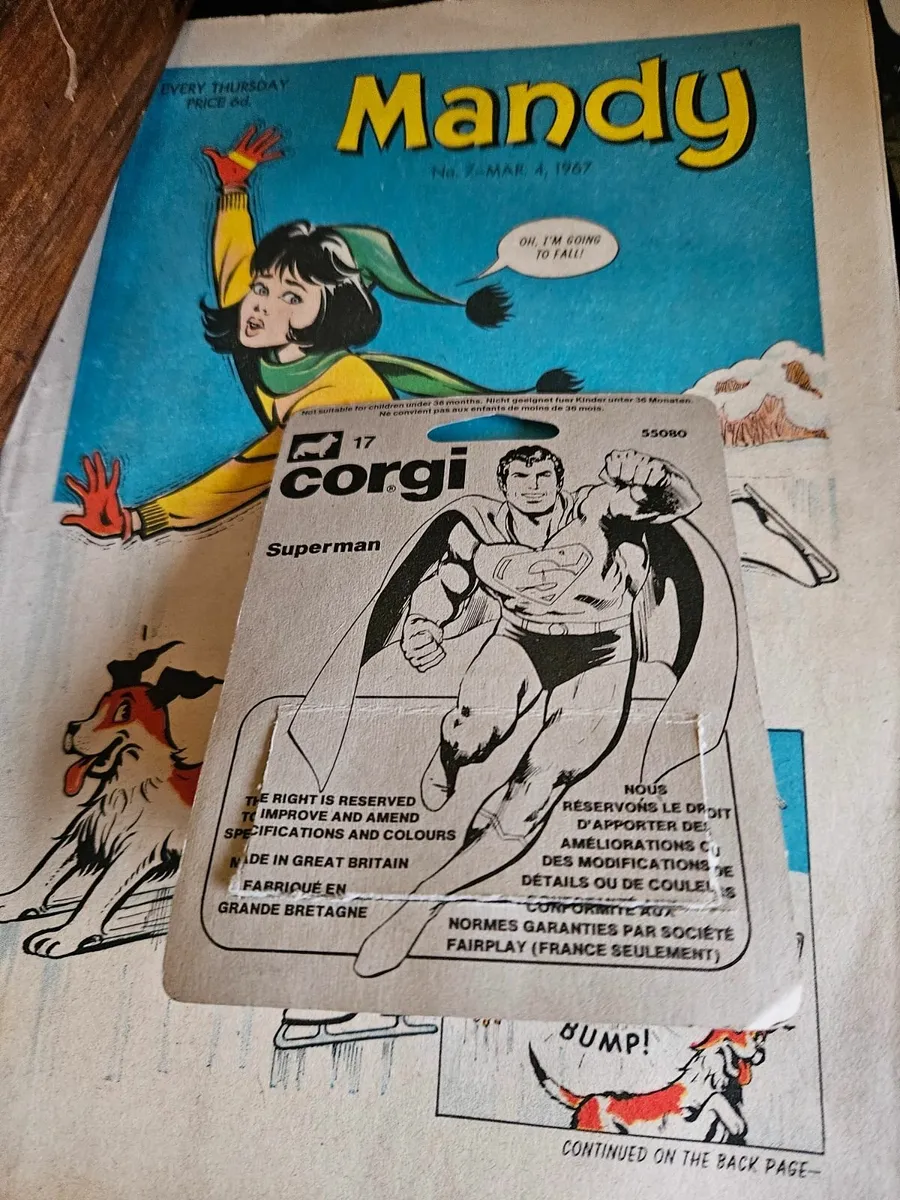 EVERY THURSDAY
PRICE 6d.
Mandy
No. 7—MAR. 4, 1967
OH, I'M GOING
TO FALL!
Not suitable for children under 36 months. Nicht geeignet fuer Kinder unter 36 Monaten.
Ne convient pas aux enfants de moins de 36 mois.
17
55080
corgi®
Superman
S
THE RIGHT IS RESERVED
TO IMPROVE AND AMEND
SPECIFICATIONS AND COLOURS
MADE IN GREAT BRITAIN
FABRIQUÉ EN
GRANDE BRETAGNE
NOUS
RÉSERVONS LE DROIT
D'APPORTER DES
AMÉLIORATIONS OU
DES MODIFICATIONS DE
DÉTAILS OU DE COULEURS
CONFORMITE AUX
NORMES GARANTIES PAR SOCIÉTÉ
FAIRPLAY (FRANCE SEULEMENT)
BUMP!
CONTINUED ON THE BACK PAGE—